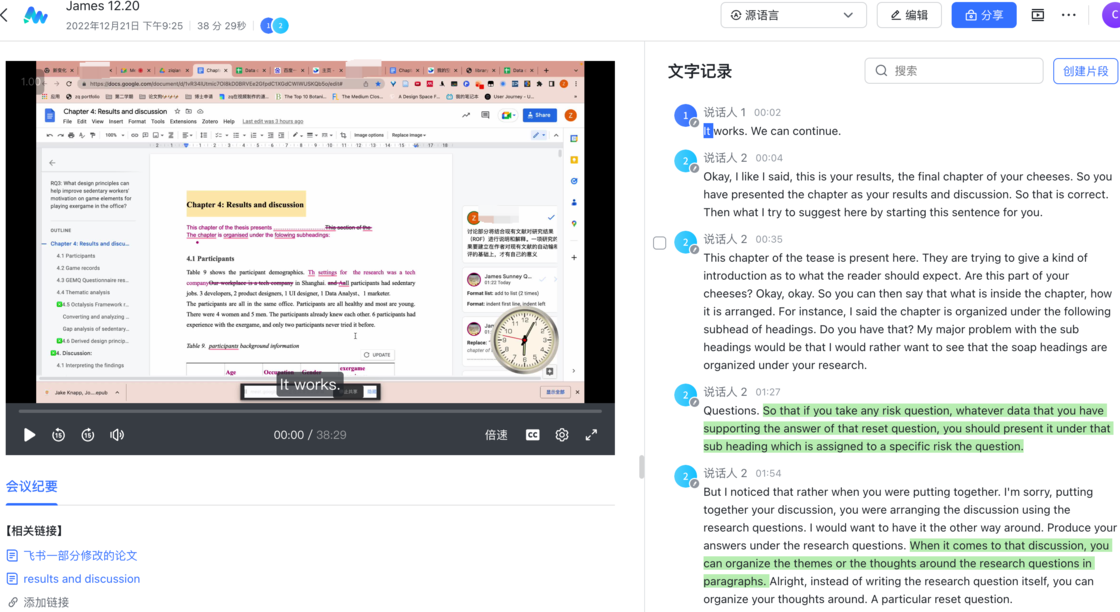 James 12.20
2022年12月21日 下午9:25 | 38 分 29秒
1 2
源语言
编辑
分享
1.00
Chapter 4: Results and discussion
File Edit View Insert Format Tools Extensions Zotero Help Last edit was 3 hours ago
Share
100%
Image options
Replace image
RQ3: What design principles can
help improve sedentary workers'
motivation on game elements for
playing exergame in the office?
OUTLINE
Chapter 4: Results and discu...
4.1 Participants
4.2 Game records
4.3 GEMQ Questionnaire res...
4.4 Thematic analysis
4.5 Octalysis Framework i...
Converting and analyzing ...
Gap analysis of sedentary...
4.6 Derived design princip...
4. Discussion:
4.1 Interpreting the findings
Chapter 4: Results and discussion
This chapter of the thesis presents
This section of the
The chapter is organised under the following subheadings:
4.1 Participants
Table 9 shows the participant demographics. Th settings for the research was a tech
companyOur workplace is a tech company in Shanghai. and AaIl participants had sedentary
jobs. 3 developers, 2 product designers, 1 UI designer, 1 Data Analyst, 1 marketer.
The participants are all in the same office. Participants are all healthy and most are young.
There were 4 women and 5 men. The participants already knew each other. 6 participants had
experience with the exergame, and only two participants never tried it before.
Table 9. participants background information
UPDATE
Age Occupation Gender exergame
James Sunney Q...
01:22 Today
Format list: add to list (2 times)
Format: indent first line, indent left
Replace:
chapter of
Jake Knapp, Jo....epub
It works.
00:00 / 38:29
倍速
CC
会议纪要
【相关链接】
飞书一部分修改的论文
results and discussion
添加链接
文字记录
搜索
创建片段
1 说话人 1 00:02
It works. We can continue.
2 说话人 2 00:04
Okay, I like I said, this is your results, the final chapter of your cheeses. So you
have presented the chapter as your results and discussion. So that is correct.
Then what I try to suggest here by starting this sentence for you.
2 说话人 2 00:35
This chapter of the tease is present here. They are trying to give a kind of
introduction as to what the reader should expect. Are this part of your
cheeses? Okay, okay. So you can then say that what is inside the chapter, how
it is arranged. For instance, I said the chapter is organized under the following
subhead of headings. Do you have that? My major problem with the sub
headings would be that I would rather want to see that the soap headings are
organized under your research.
2 说话人 2 01:27
Questions. So that if you take any risk question, whatever data that you have
supporting the answer of that reset question, you should present it under that
sub heading which is assigned to a specific risk the question.
2 说话人 2 01:54
But I noticed that rather when you were putting together. I'm sorry, putting
together your discussion, you were arranging the discussion using the
research questions. I would want to have it the other way around. Produce your
answers under the research questions. When it comes to that discussion, you
can organize the themes or the thoughts around the research questions in
paragraphs. Alright, instead of writing the research question itself, you can
organize your thoughts around. A particular reset question.